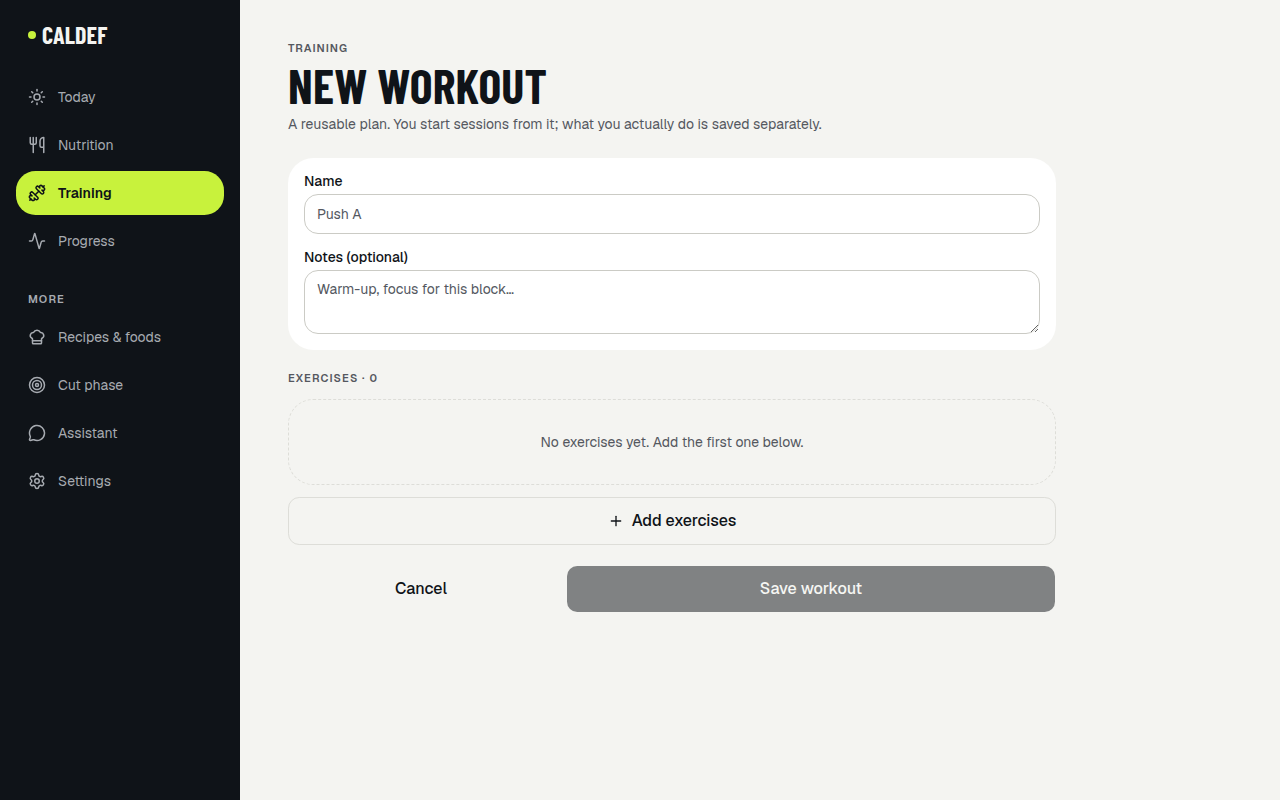 CALDEF
Today
Nutrition
Training
Progress
MORE
Recipes & foods
Cut phase
Assistant
Settings
TRAINING
NEW WORKOUT
A reusable plan. You start sessions from it; what you actually do is saved separately.
Name
Push A
Notes (optional)
Warm-up, focus for this block…
EXERCISES · 0
No exercises yet. Add the first one below.
+ Add exercises
Cancel
Save workout